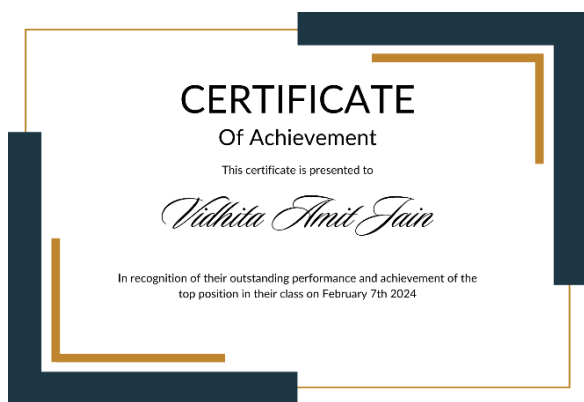 CERTIFICATE
Of Achievement
This certificate is presented to
Vidhita Amit Jain
In recognition of their outstanding performance and achievement of the
top position in their class on February 7th 2024